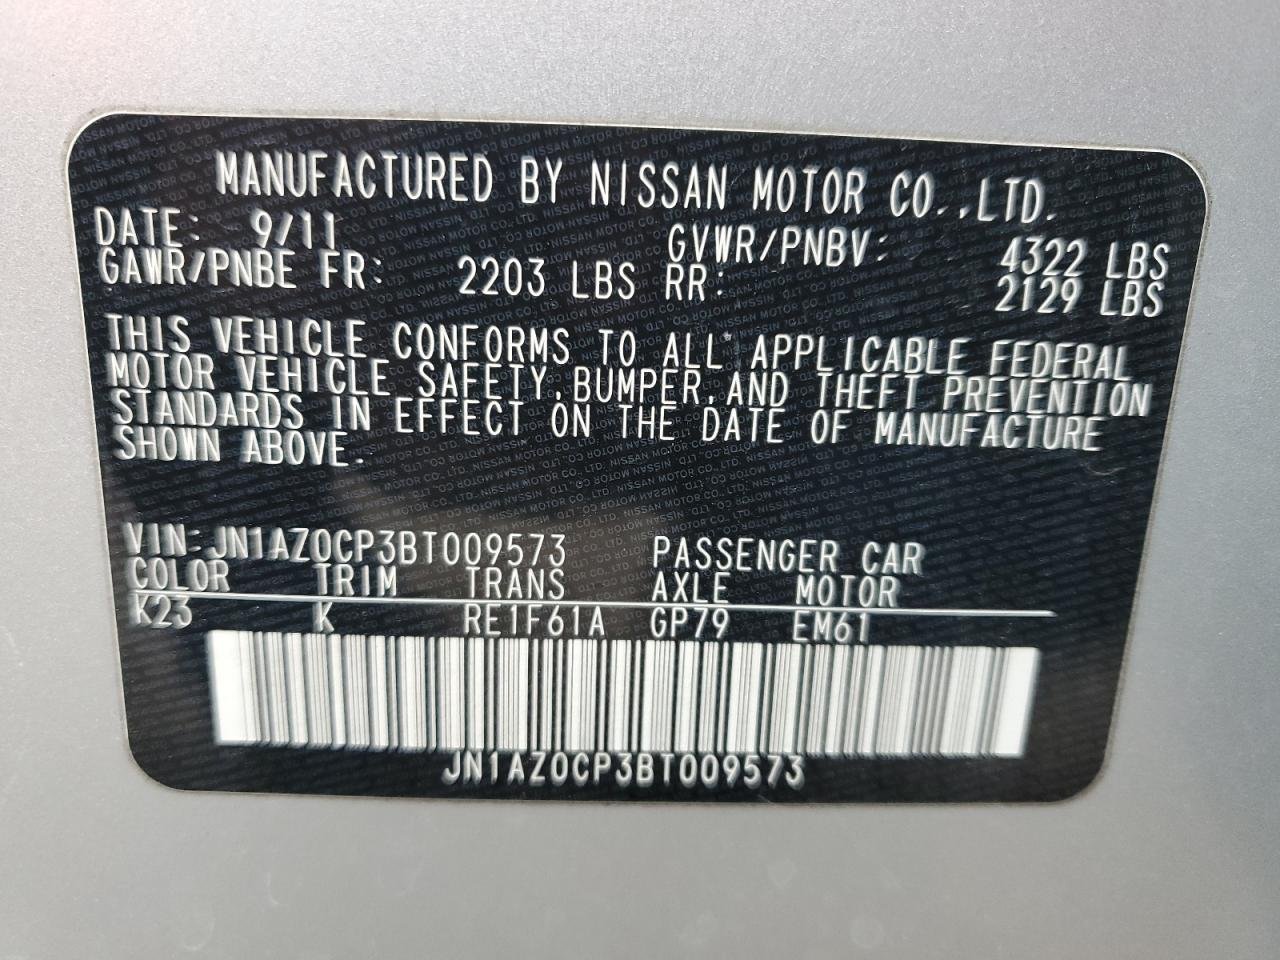 MANUFACTURED BY NISSAN MOTOR CO.,LTD.
DATE: 9/11 GVWR/PNBV: 4322 LBS
GAWR/PNBE FR: 2203 LBS RR: 2129 LBS
THIS VEHICLE CONFORMS TO ALL APPLICABLE FEDERAL
MOTOR VEHICLE SAFETY,BUMPER,AND THEFT PREVENTION
STANDARDS IN EFFECT ON THE DATE OF MANUFACTURE
SHOWN ABOVE.
VIN:JN1AZ0CP3BT009573 PASSENGER CAR
COLOR TRIM TRANS AXLE MOTOR
K23 K RE1F61A GP79 EM61
JN1AZ0CP3BT009573